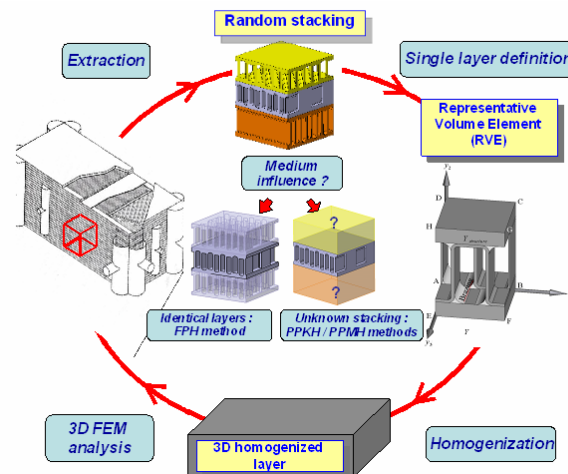 Random stacking
Extraction
Single layer definition
Representative
Volume Element
(RVE)
Medium
influence ?
?
?
Identical layers :
FPH method
Unknown stacking :
PPKH / PPMH methods
D
C
H
G
A
B
E
F
3D FEM
analysis
3D homogenized
layer
Homogenization